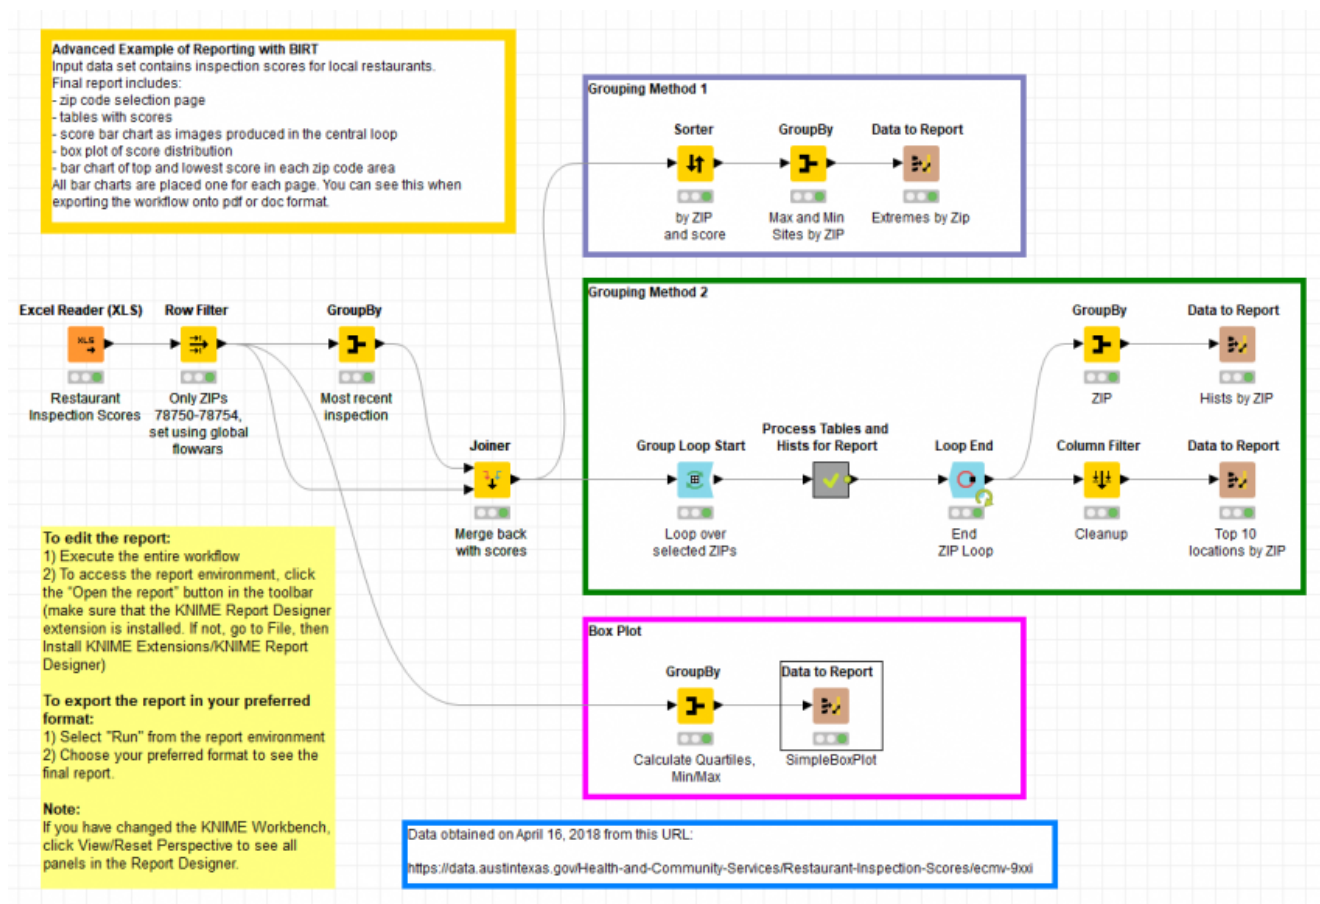 Advanced Example of Reporting with BIRT
Input data set contains inspection scores for local restaurants.
Final report includes:
- zip code selection page
- tables with scores
- score bar chart as images produced in the central loop
- box plot of score distribution
- bar chart of top and lowest score in each zip code area
All bar charts are placed one for each page. You can see this when
exporting the workflow onto pdf or doc format.
Grouping Method 1
Sorter
GroupBy
Data to Report
by ZIP
and score
Max and Min
Sites by ZIP
Extremes by Zip
Excel Reader (XLS)
XLS
Restaurant
Inspection Scores
Row Filter
Only ZIPs
78750-78754,
set using global
flowvars
GroupBy
Most recent
inspection
Joiner
Merge back
with scores
Grouping Method 2
GroupBy
ZIP
Data to Report
Hists by ZIP
Group Loop Start
Loop over
selected ZIPs
Process Tables and
Hists for Report
Loop End
End
ZIP Loop
Column Filter
Cleanup
Data to Report
Top 10
locations by ZIP
To edit the report:
1) Execute the entire workflow
2) To access the report environment, click
the "Open the report" button in the toolbar
(make sure that the KNIME Report Designer
extension is installed. If not, go to File, then
Install KNIME Extensions/KNIME Report
Designer)
To export the report in your preferred
format:
1) Select "Run" from the report environment
2) Choose your preferred format to see the
final report.
Note:
If you have changed the KNIME Workbench,
click View/Reset Perspective to see all
panels in the Report Designer.
Box Plot
GroupBy
Calculate Quartiles,
Min/Max
Data to Report
SimpleBoxPlot
Data obtained on April 16, 2018 from this URL:
https://data.austintexas.gov/Health-and-Community-Services/Restaurant-Inspection-Scores/ecmv-9xxi